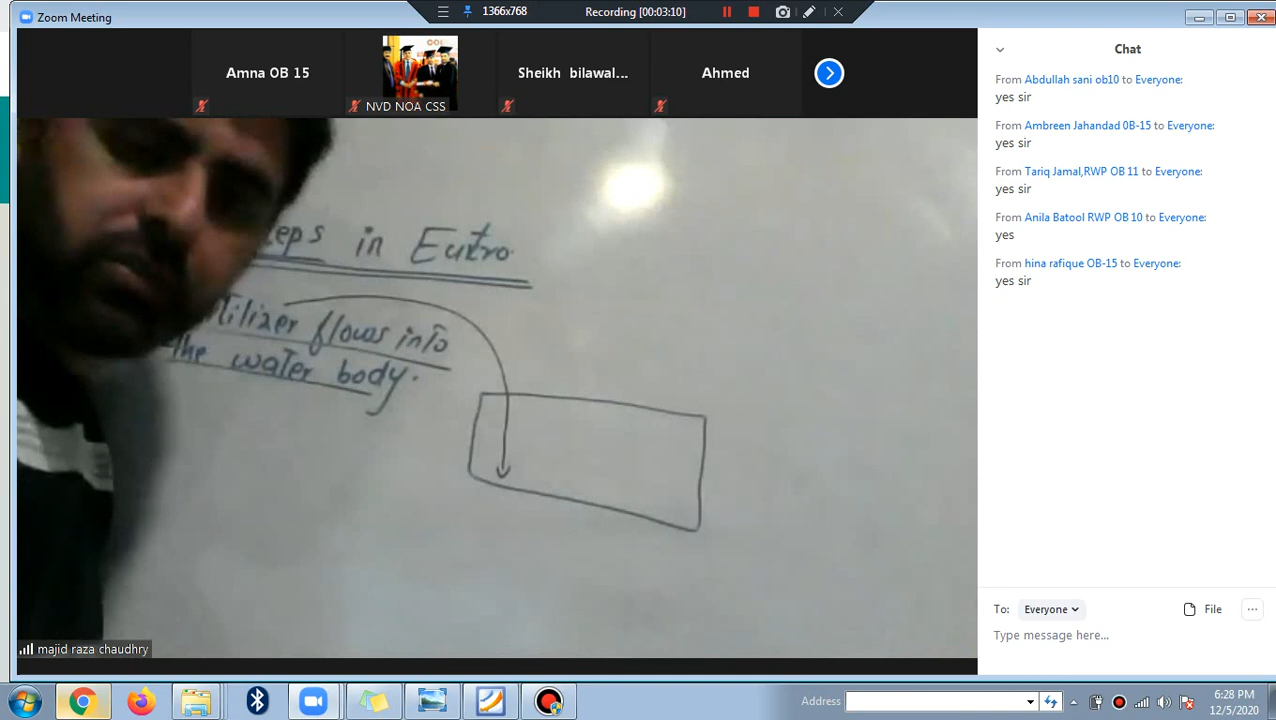 Zoom Meeting
1366x768
Recording [00:03:10]
Amna OB 15
NVD NOA CSS
Sheikh bilawal...
Ahmed
Chat
From Abdullah sani ob10 to Everyone:
yes sir
From Ambreen Jahandad 0B-15 to Everyone:
yes sir
From Tariq Jamal,RWP OB 11 to Everyone:
yes sir
From Anila Batool RWP OB 10 to Everyone:
yes
From hina rafique OB-15 to Everyone:
yes sir
eps in Eutro
tilizer flows into
the water body.
majid raza chaudhry
To: Everyone
File
Type message here...
Address
6:28 PM
12/5/2020